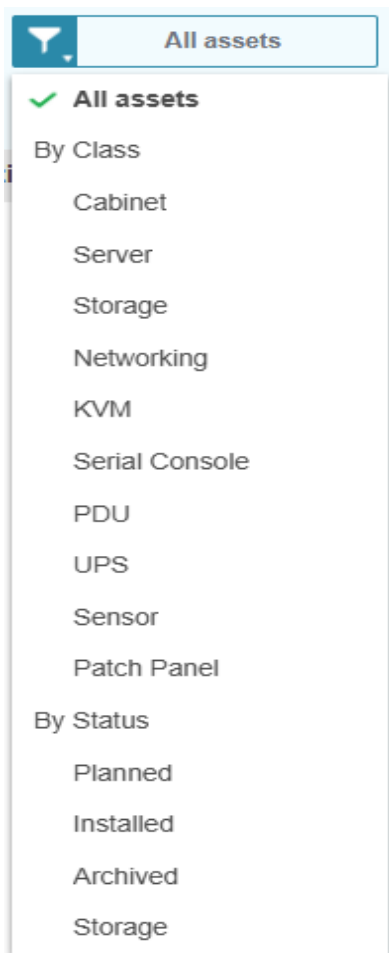 All assets
All assets
By Class
Cabinet
Server
Storage
Networking
KVM
Serial Console
PDU
UPS
Sensor
Patch Panel
By Status
Planned
Installed
Archived
Storage